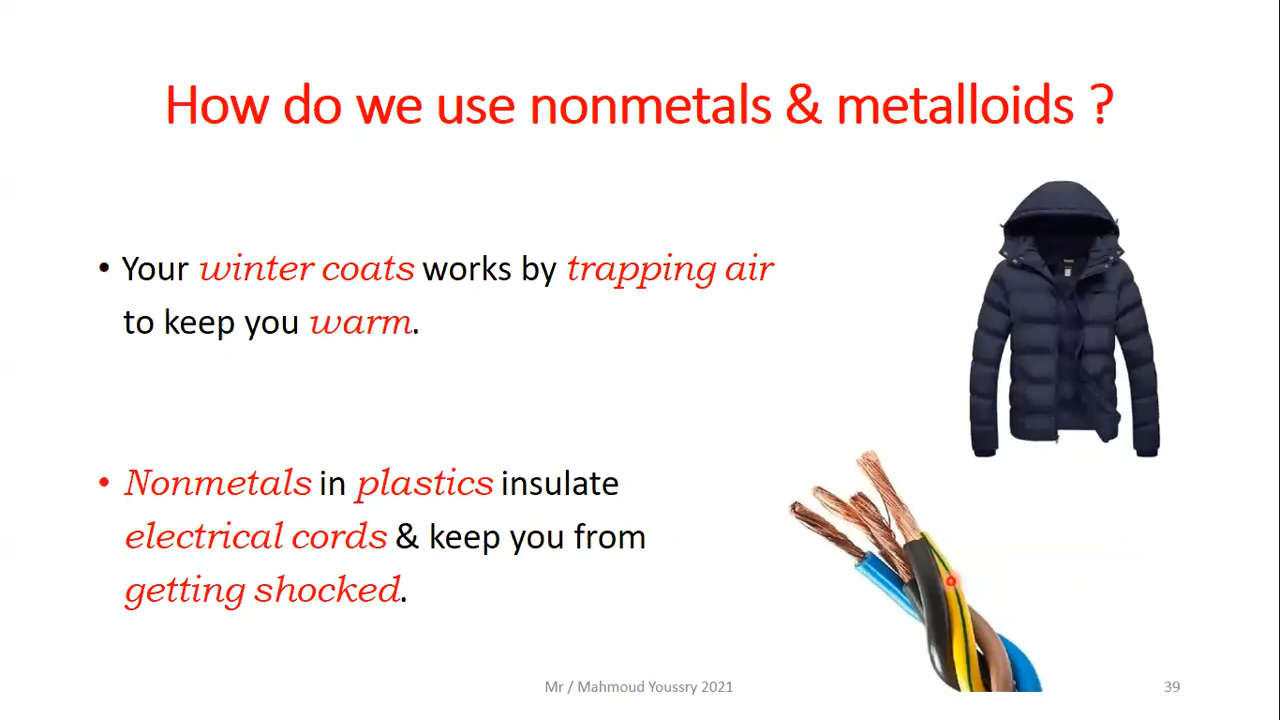 How do we use nonmetals & metalloids ?
• Your winter coats works by trapping air
to keep you warm.
• Nonmetals in plastics insulate
electrical cords & keep you from
getting shocked.
Mr / Mahmoud Youssry 2021
39